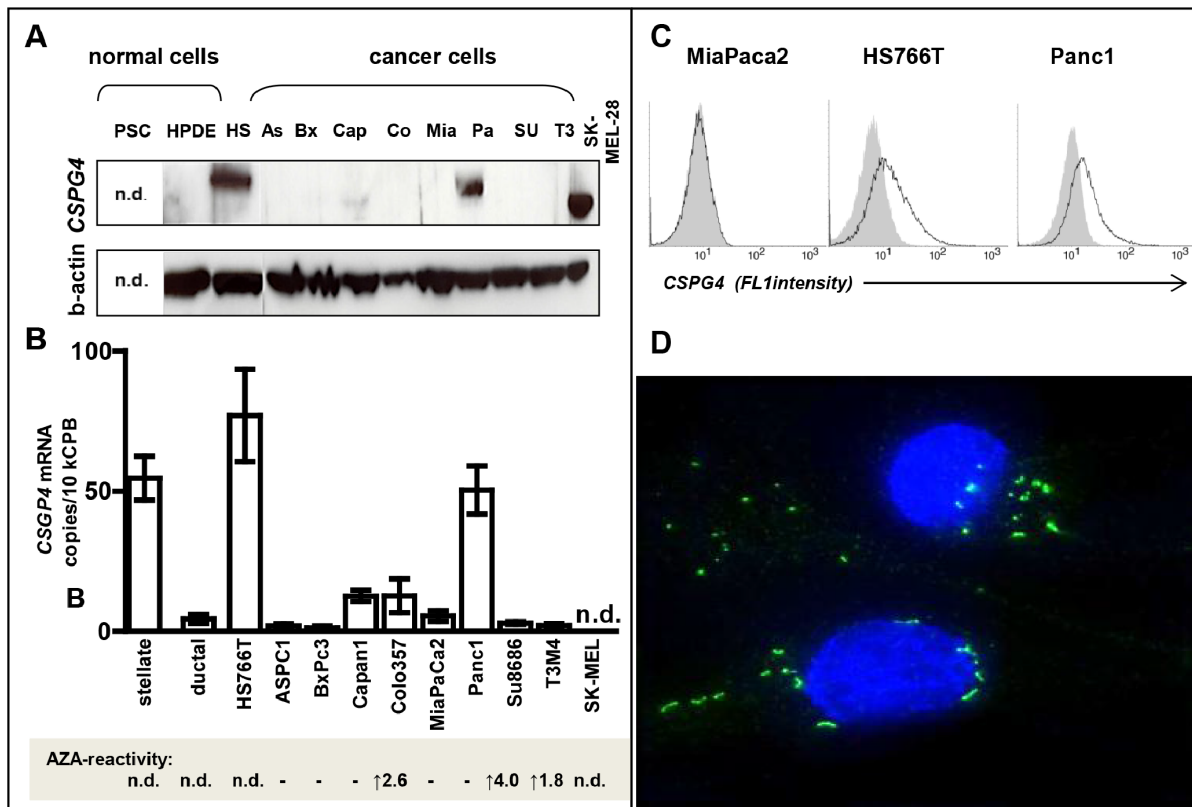 A
normal cells
cancer cells
PSC HPDE HS As Bx Cap Co Mia Pa SU T3 SK-MEL-28
CSPG4
n.d.
b-actin
n.d.
B
100
50
0
CSGP4 mRNA
copies/10 kCPB
B
n.d.
stellate
ductal
HS766T
ASPC1
BxPc3
Capan1
Colo357
MiaPaCa2
Panc1
Su8686
T3M4
SK-MEL
AZA-reactivity:
n.d. n.d. n.d. - - - ↑2.6 - - ↑4.0 ↑1.8 n.d.
C
MiaPaca2 HS766T Panc1
10¹ 10² 10³ 10¹ 10² 10³ 10¹ 10² 10³
CSPG4 (FL1intensity)
D